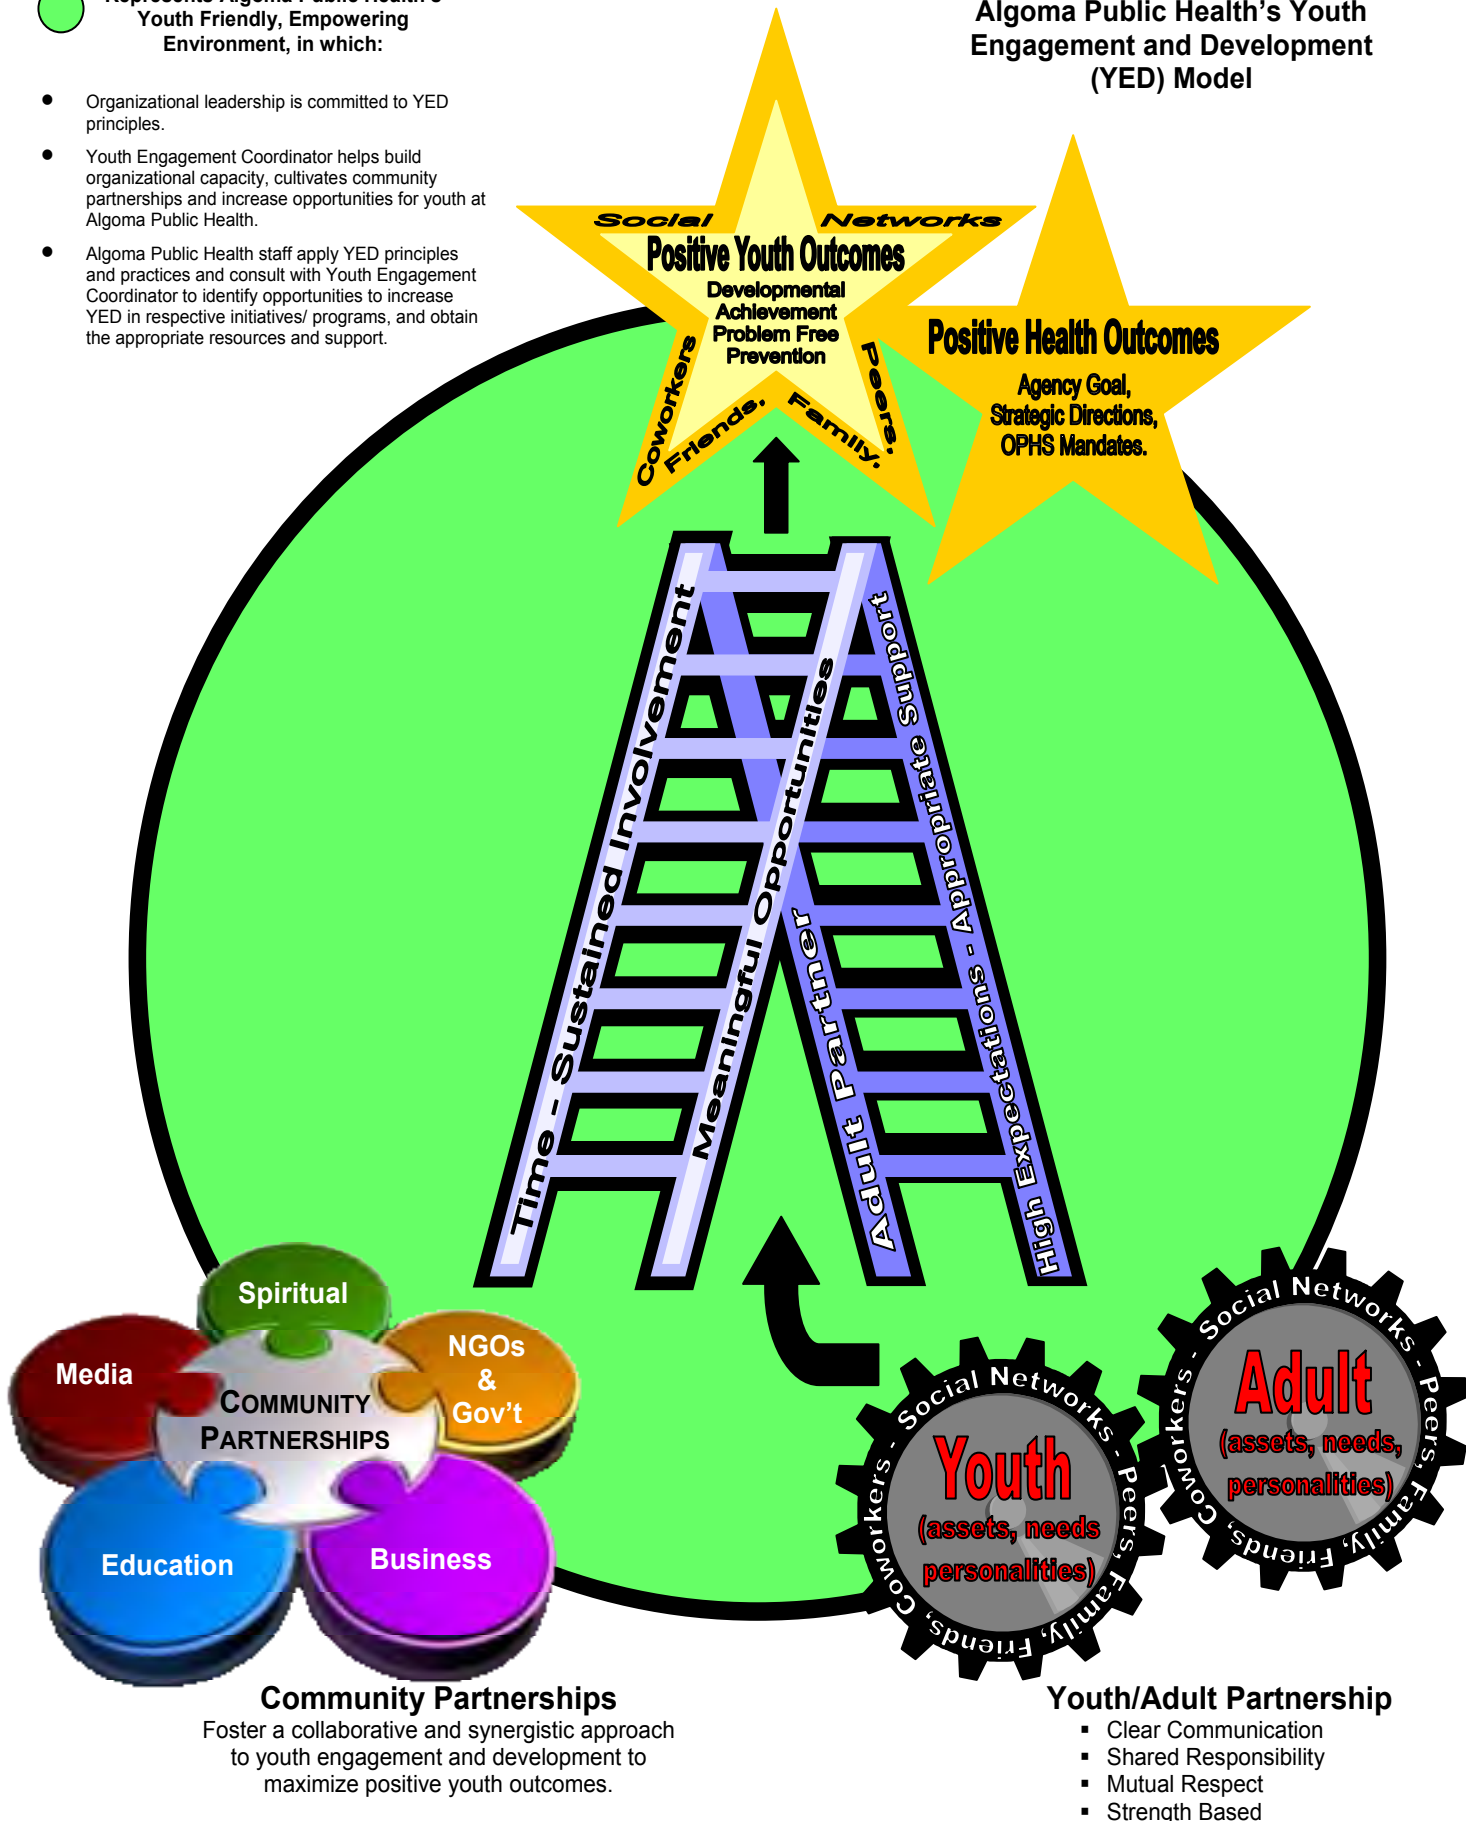 Represents Algoma Public Health's
Youth Friendly, Empowering
Environment, in which:
• Organizational leadership is committed to YED
principles.
• Youth Engagement Coordinator helps build
organizational capacity, cultivates community
partnerships and increase opportunities for youth at
Algoma Public Health.
• Algoma Public Health staff apply YED principles
and practices and consult with Youth Engagement
Coordinator to identify opportunities to increase
YED in respective initiatives/ programs, and obtain
the appropriate resources and support.
Algoma Public Health’s Youth
Engagement and Development
(YED) Model
Social Networks
Positive Youth Outcomes
Developmental
Achievement
Problem Free
Prevention
Peers,
Family,
Friends,
Coworkers
Positive Health Outcomes
Agency Goal,
Strategic Directions,
OPHS Mandates.
Time - Sustained Involvement
Meaningful Opportunities
Adult Partner
High Expectations - Appropriate Support
Spiritual
Media
NGOs
&
Gov’t
COMMUNITY
PARTNERSHIPS
Education
Business
Social Networks - Peers, Family, Friends, Coworkers -
Youth
(assets, needs
personalities)
Social Networks - Peers, Family, Friends, Coworkers -
Adult
(assets, needs,
personalities)
Community Partnerships
Foster a collaborative and synergistic approach
to youth engagement and development to
maximize positive youth outcomes.
Youth/Adult Partnership
▪ Clear Communication
▪ Shared Responsibility
▪ Mutual Respect
▪ Strength Based